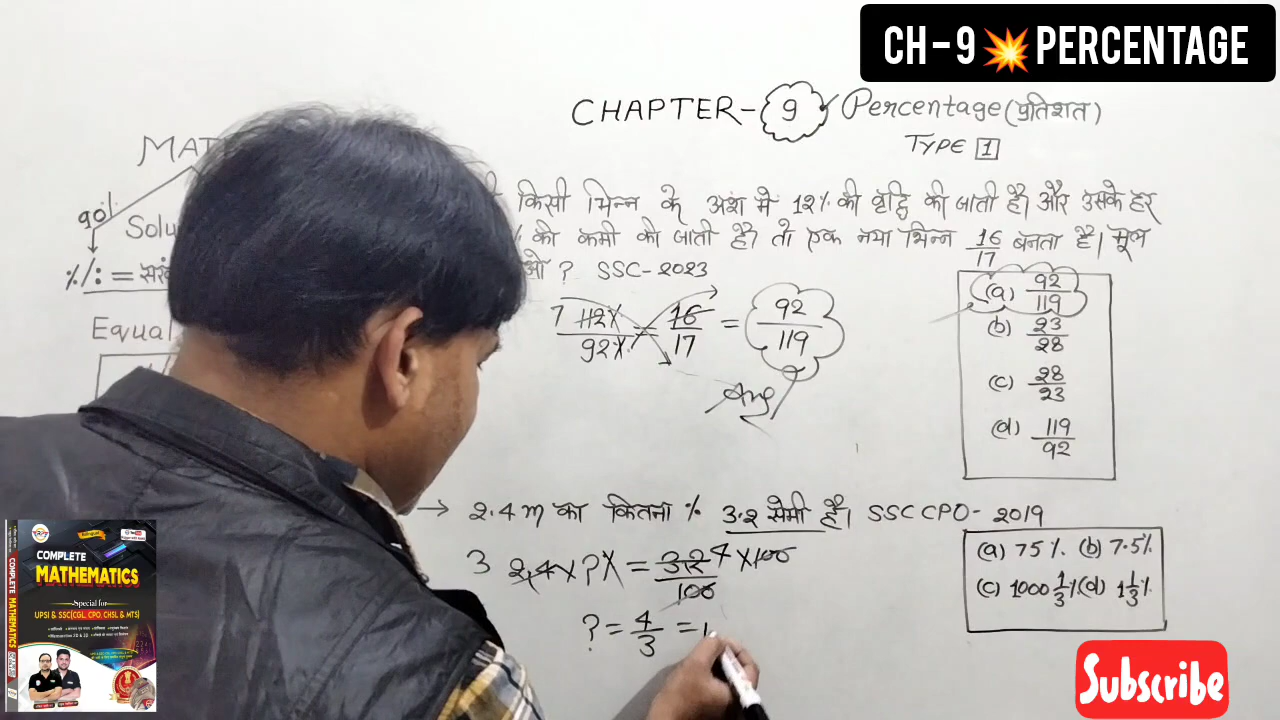 CH-9 💥 PERCENTAGE
CHAPTER-9 Percentage (प्रतिशत)
TYPE 1
MAT
90%
Solu
%/: =
Equal
किसी भिन्न के अंश में 12% की वृद्धि की जाती है। और उसके हर
की कमी की जाती है? तो एक नया भिन्न 16/17 बनता है। मूल
ओ ? SSC-2023
7 112x/92x = 16/17 = 92/119
Ans
(a) 92/119
(b) 23/28
(c) 28/23
(d) 119/92
→ 2.4 m का कितना % 3.2 सेमी है। SSC CPO-2019
3 2.4 x ? = 3.2 4/100 × 100
? = 4/3 = 1
(a) 75%. (b) 7.5%.
(c) 1000 1/3 % (d) 1 1/3 %.
COMPLETE
MATHEMATICS
Special for
UPSI & SSC (CGL, CPO, CHSL & MTS)
Subscribe